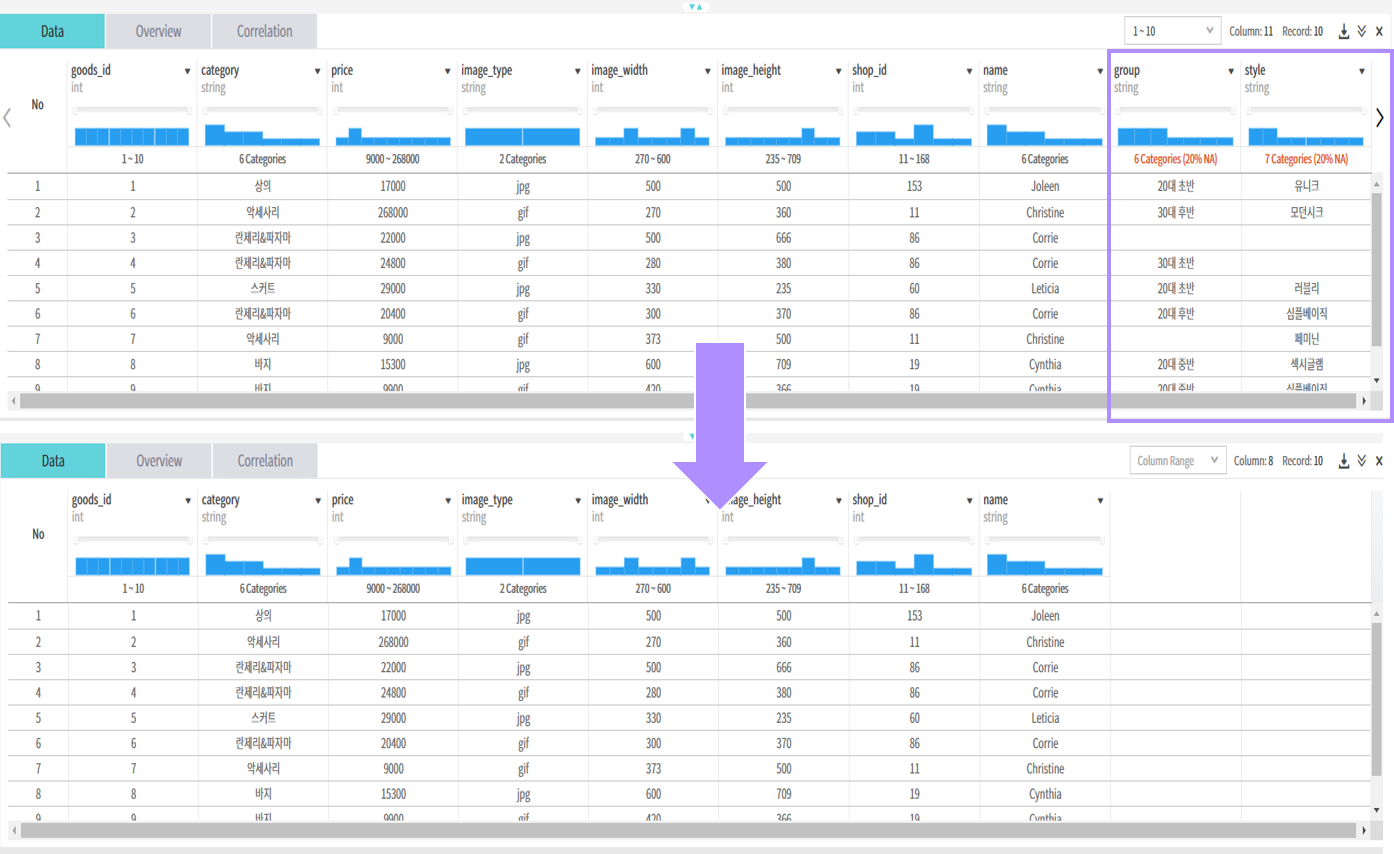 Data Overview Correlation 1 ~ 10 Column: 11 Record: 10
No goods_id category price image_type image_width image_height shop_id name group style
int string int string int int int string string string
1 ~ 10 6 Categories 9000 ~ 268000 2 Categories 270 ~ 600 235 ~ 709 11 ~ 168 6 Categories 6 Categories (20% NA) 7 Categories (20% NA)
1 1 상의 17000 jpg 500 500 153 Joleen 20대 초반 유니크
2 2 악세사리 268000 gif 270 360 11 Christine 30대 후반 모던시크
3 3 란제리&파자마 22000 jpg 500 666 86 Corrie
4 4 란제리&파자마 24800 gif 280 380 86 Corrie 30대 초반
5 5 스커트 29000 jpg 330 235 60 Leticia 20대 초반 러블리
6 6 란제리&파자마 20400 gif 300 370 86 Corrie 20대 후반 심플베이직
7 7 악세사리 9000 gif 373 500 11 Christine 페미닌
8 8 바지 15300 jpg 600 709 19 Cynthia 20대 중반 섹시글램
9 9 바지 9900 gif 420 366 19 Cynthia 20대 중반 심플베이직
Data Overview Correlation Column Range Column: 8 Record: 10
No goods_id category price image_type image_width mage_height shop_id name
int string int string int int int string
1 ~ 10 6 Categories 9000 ~ 268000 2 Categories 270 ~ 600 235 ~ 709 11 ~ 168 6 Categories
1 1 상의 17000 jpg 500 500 153 Joleen
2 2 악세사리 268000 gif 270 360 11 Christine
3 3 란제리&파자마 22000 jpg 500 666 86 Corrie
4 4 란제리&파자마 24800 gif 280 380 86 Corrie
5 5 스커트 29000 jpg 330 235 60 Leticia
6 6 란제리&파자마 20400 gif 300 370 86 Corrie
7 7 악세사리 9000 gif 373 500 11 Christine
8 8 바지 15300 jpg 600 709 19 Cynthia
9 9 바지 9900 gif 420 366 19 Cynthia